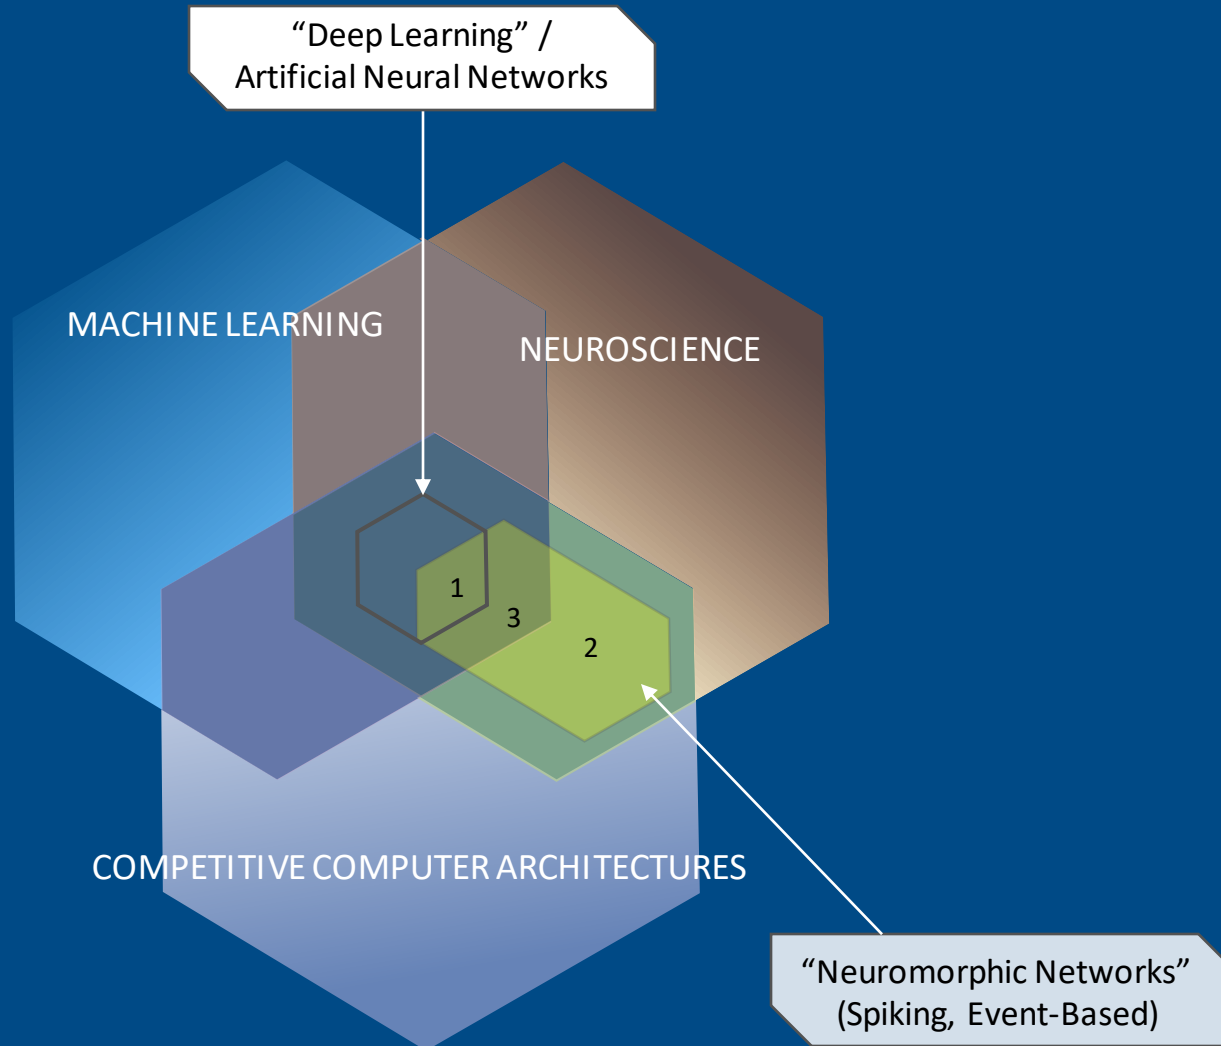 “Deep Learning” /
Artificial Neural Networks
MACHINE LEARNING
NEUROSCIENCE
1
3
2
COMPETITIVE COMPUTER ARCHITECTURES
“Neuromorphic Networks”
(Spiking, Event-Based)